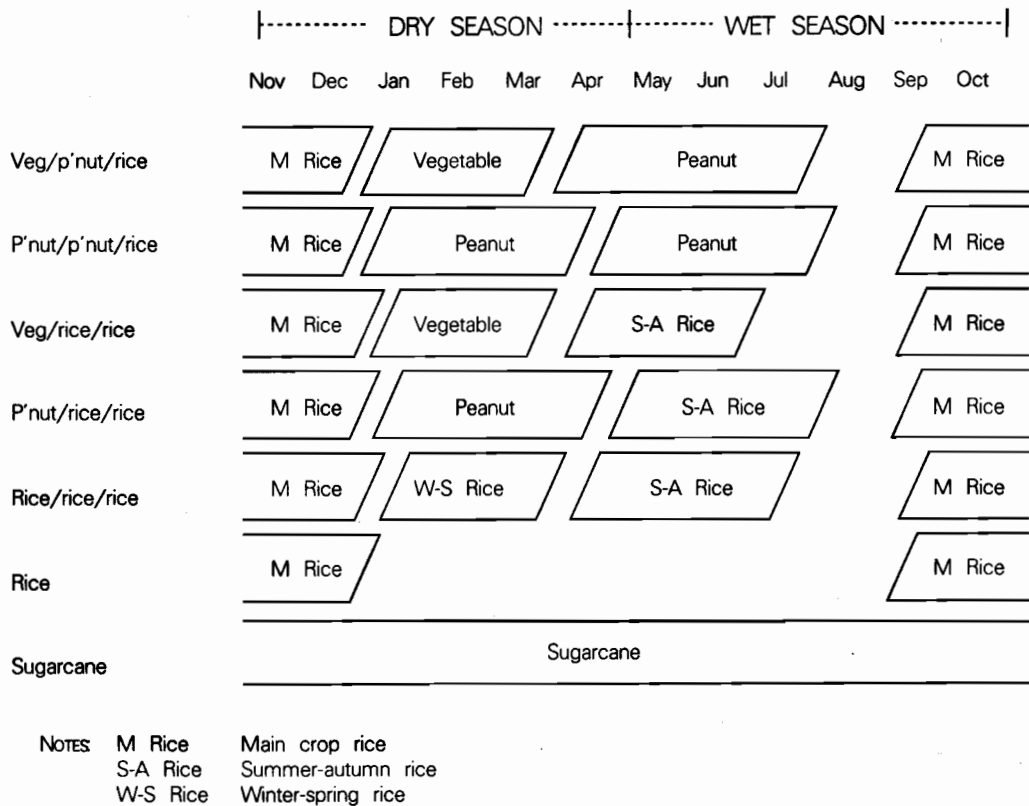 DRY SEASON WET SEASON
Nov Dec Jan Feb Mar Apr May Jun Jul Aug Sep Oct
Veg/p'nut/rice M Rice Vegetable Peanut M Rice
P'nut/p'nut/rice M Rice Peanut Peanut M Rice
Veg/rice/rice M Rice Vegetable S-A Rice M Rice
P'nut/rice/rice M Rice Peanut S-A Rice M Rice
Rice/rice/rice M Rice W-S Rice S-A Rice M Rice
Rice M Rice M Rice
Sugarcane Sugarcane
NOTES: M Rice Main crop rice
S-A Rice Summer-autumn rice
W-S Rice Winter-spring rice